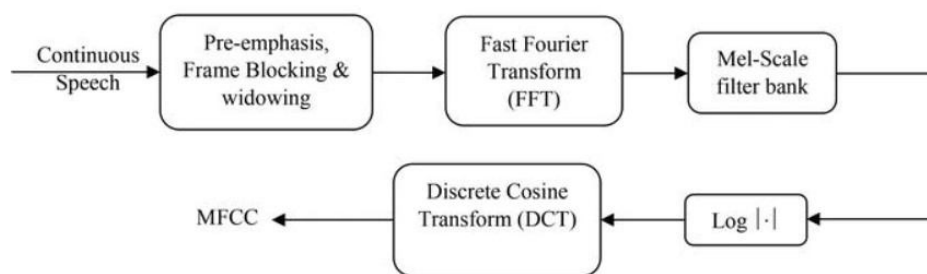 Continuous
Speech
Pre-emphasis,
Frame Blocking &
widowing
Fast Fourier
Transform
(FFT)
Mel-Scale
filter bank
MFCC
Discrete Cosine
Transform (DCT)
Log |·|